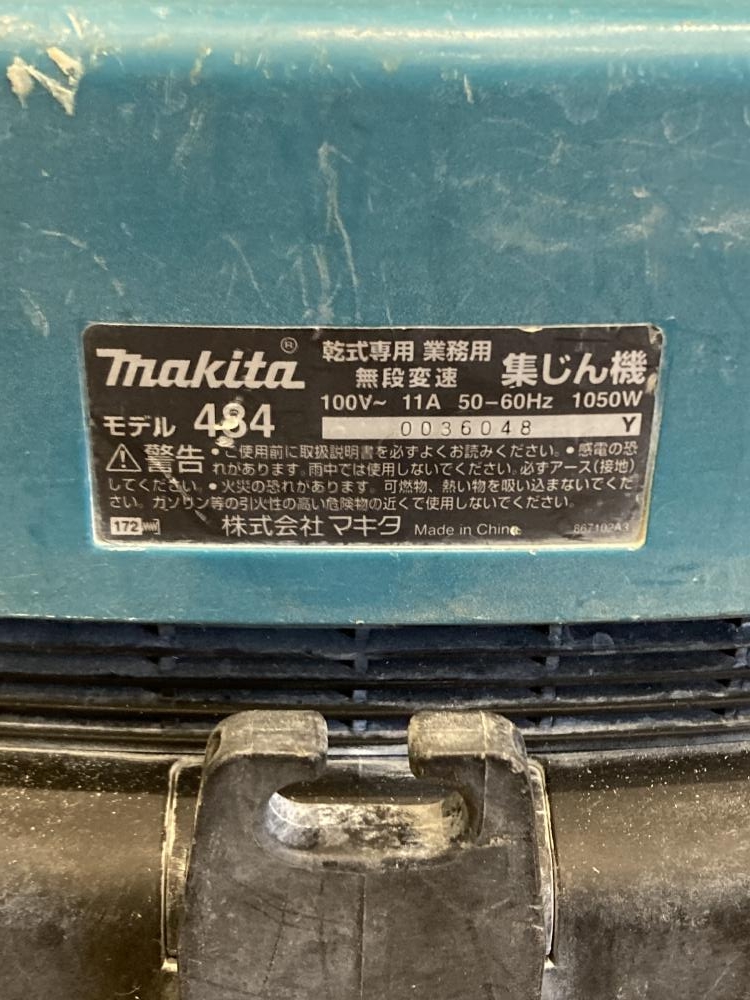 makita® 乾式専用 業務用 集じん機
無段変速
100V~ 11A 50-60Hz 1050W
モデル 484 0036048 Y
警告 •ご使用前に取扱説明書を必ずよくお読みください。•感電の恐
れがあります。雨中では使用しないでください。必ずアース(接地)
してください。•火災の恐れがあります。可燃物、熱い物を吸い込まないでくだ
さい。ガソリン等の引火性の高い危険物の近くで使用しないでください。
172 株式会社 マキタ Made in China 867102A3